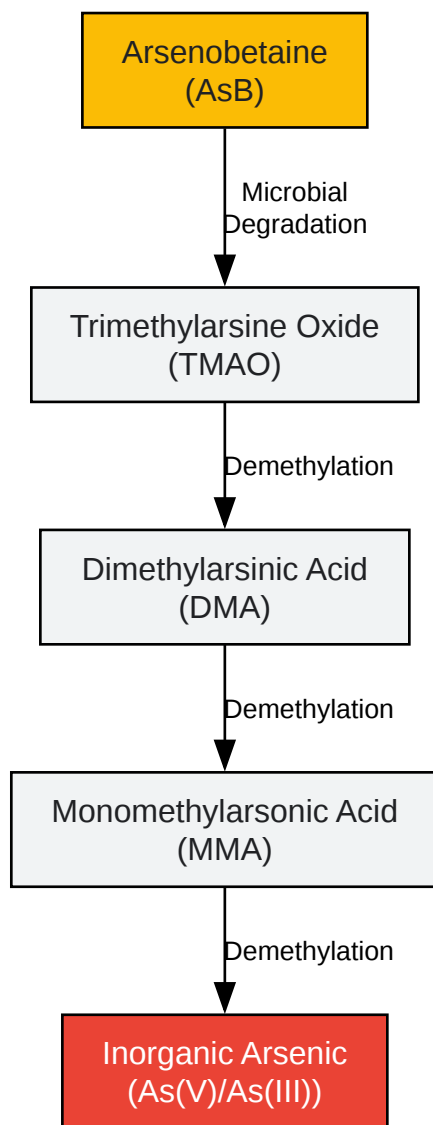 Arsenobetaine
(AsB)
Microbial
Degradation
Trimethylarsine Oxide
(TMAO)
Demethylation
Dimethylarsinic Acid
(DMA)
Demethylation
Monomethylarsonic Acid
(MMA)
Demethylation
Inorganic Arsenic
(As(V)/As(III))